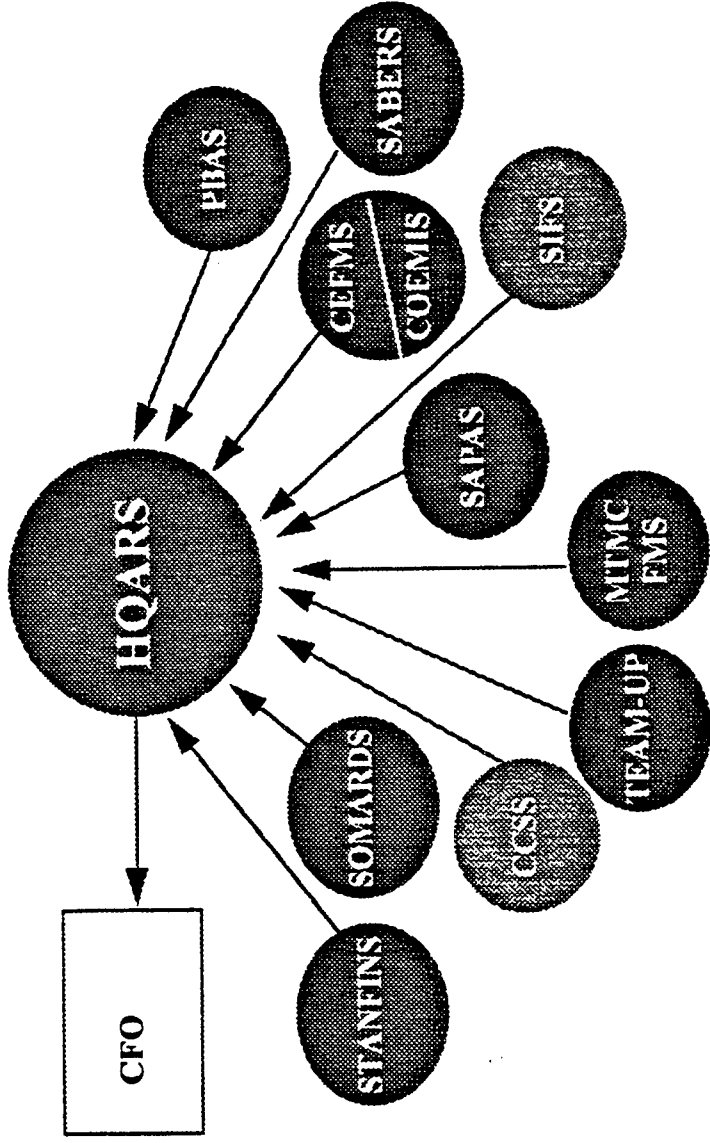 CFO
HQARS
STANFINS
SOMARDS
CCSS
TEAM-UP
MTMC
FMS
SAPAS
SIFS
CEFMS
COEMIS
SABERS
PBAS